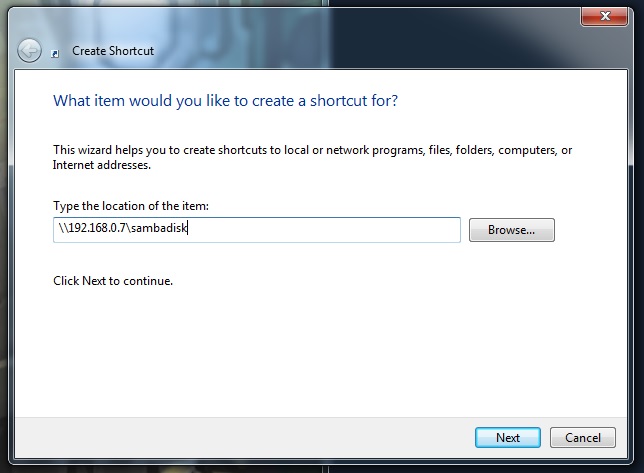 Create Shortcut
What item would you like to create a shortcut for?
This wizard helps you to create shortcuts to local or network programs, files, folders, computers, or
Internet addresses.
Type the location of the item:
\\192.168.0.7\sambadisk
Browse...
Click Next to continue.
Next
Cancel